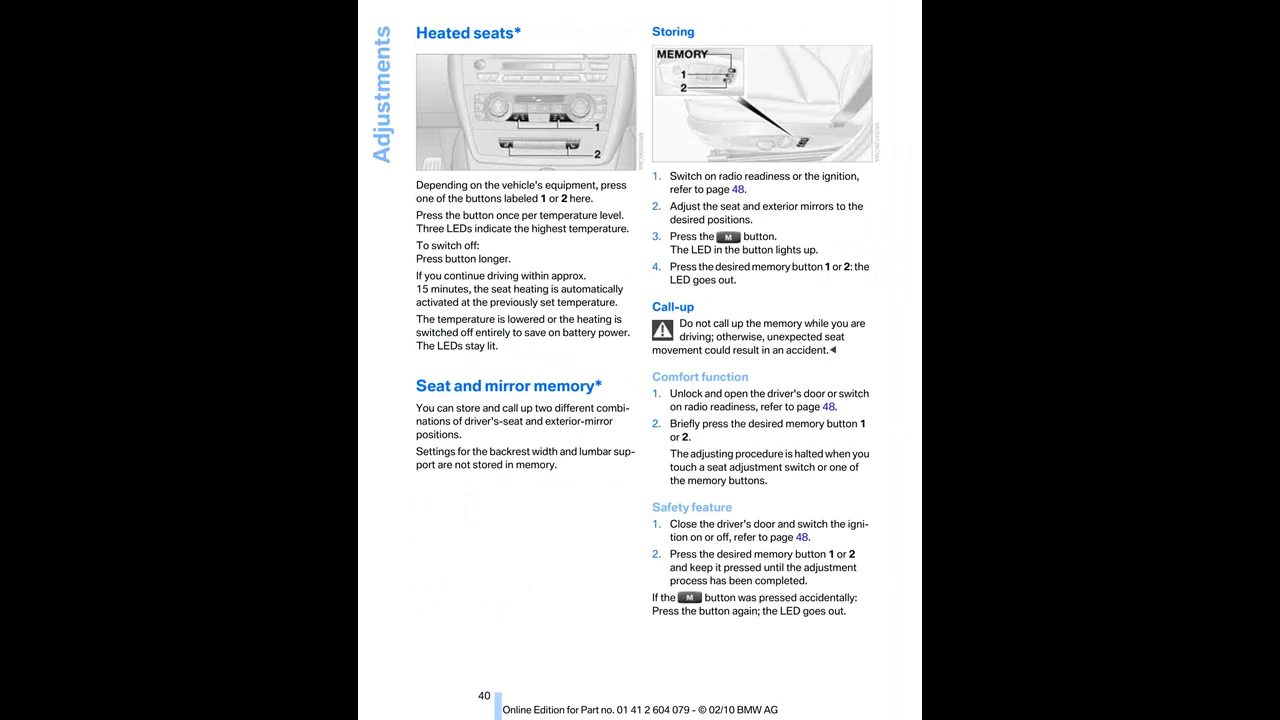 Adjustments
Heated seats*
1
2
Depending on the vehicle's equipment, press
one of the buttons labeled 1 or 2 here.
Press the button once per temperature level.
Three LEDs indicate the highest temperature.
To switch off:
Press button longer.
If you continue driving within approx.
15 minutes, the seat heating is automatically
activated at the previously set temperature.
The temperature is lowered or the heating is
switched off entirely to save on battery power.
The LEDs stay lit.
Seat and mirror memory*
You can store and call up two different combi-
nations of driver's-seat and exterior-mirror
positions.
Settings for the backrest width and lumbar sup-
port are not stored in memory.
Storing
MEMORY
1
2
1. Switch on radio readiness or the ignition,
refer to page 48.
2. Adjust the seat and exterior mirrors to the
desired positions.
3. Press the M button.
The LED in the button lights up.
4. Press the desired memory button 1 or 2: the
LED goes out.
Call-up
Do not call up the memory while you are
driving; otherwise, unexpected seat
movement could result in an accident.
Comfort function
1. Unlock and open the driver's door or switch
on radio readiness, refer to page 48.
2. Briefly press the desired memory button 1
or 2.
The adjusting procedure is halted when you
touch a seat adjustment switch or one of
the memory buttons.
Safety feature
1. Close the driver's door and switch the igni-
tion on or off, refer to page 48.
2. Press the desired memory button 1 or 2
and keep it pressed until the adjustment
process has been completed.
If the M button was pressed accidentally:
Press the button again; the LED goes out.
40
Online Edition for Part no. 01 41 2 604 079 - © 02/10 BMW AG